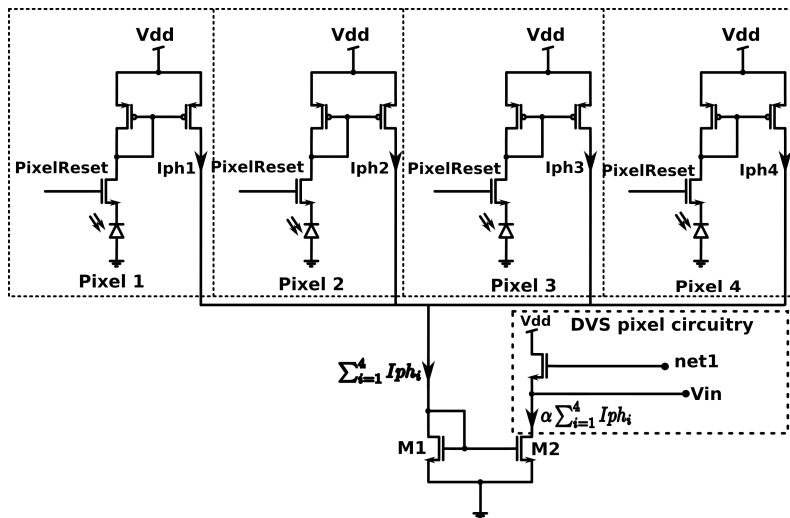 Vdd Vdd Vdd Vdd
PixelReset Iph1 PixelReset Iph2 PixelReset Iph3 PixelReset Iph4
Pixel 1 Pixel 2 Pixel 3 Pixel 4
Vdd DVS pixel circuitry
net1
∑⁴ᵢ₌₁ Iphᵢ
Vin
α∑⁴ᵢ₌₁ Iphᵢ
M1 M2